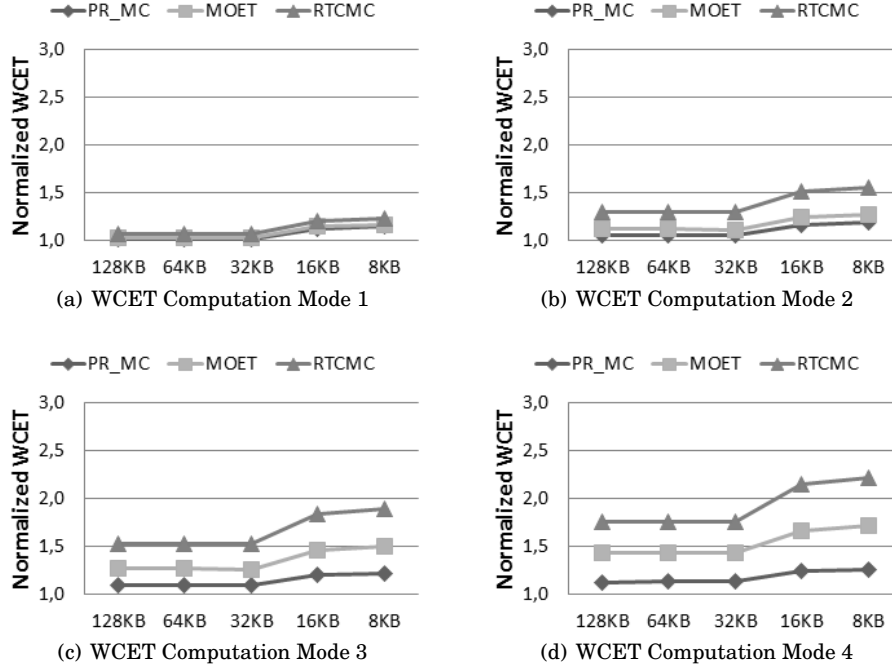 PR_MC MOET RTCMC
Normalized WCET
3,0
2,5
2,0
1,5
1,0
128KB 64KB 32KB 16KB 8KB
(a) WCET Computation Mode 1
PR_MC MOET RTCMC
Normalized WCET
3,0
2,5
2,0
1,5
1,0
128KB 64KB 32KB 16KB 8KB
(b) WCET Computation Mode 2
PR_MC MOET RTCMC
Normalized WCET
3,0
2,5
2,0
1,5
1,0
128KB 64KB 32KB 16KB 8KB
(c) WCET Computation Mode 3
PR_MC MOET RTCMC
Normalized WCET
3,0
2,5
2,0
1,5
1,0
128KB 64KB 32KB 16KB 8KB
(d) WCET Computation Mode 4